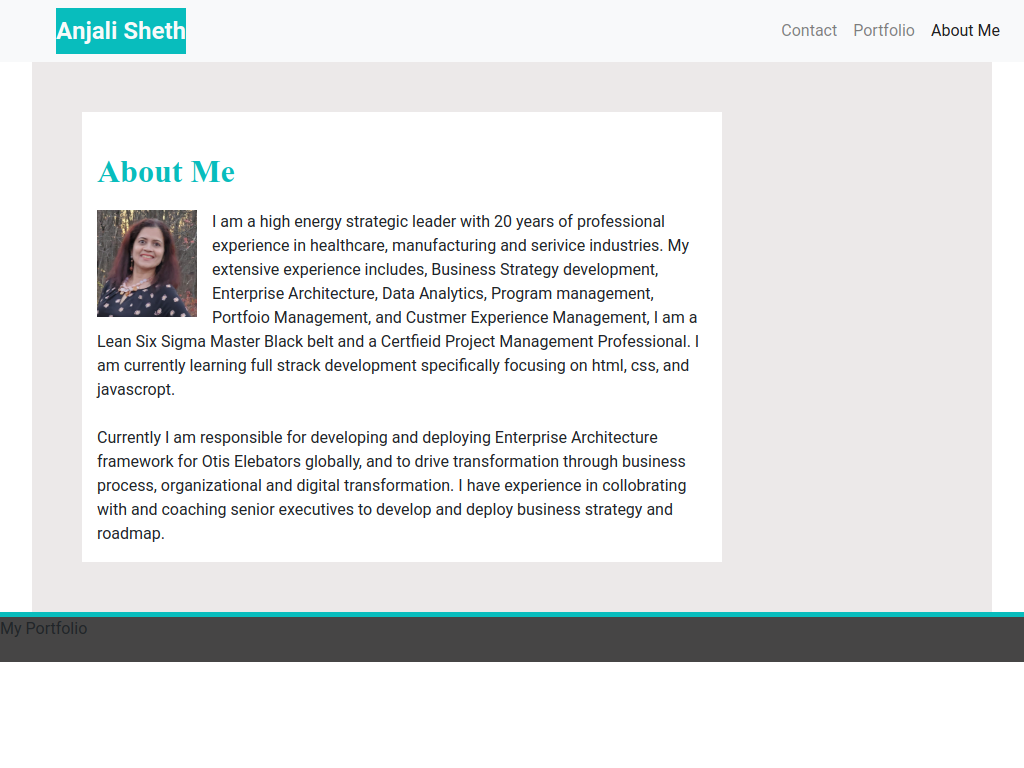 Anjali Sheth
Contact Portfolio About Me
About Me
I am a high energy strategic leader with 20 years of professional
experience in healthcare, manufacturing and serivice industries. My
extensive experience includes, Business Strategy development,
Enterprise Architecture, Data Analytics, Program management,
Portfoio Management, and Custmer Experience Management, I am a
Lean Six Sigma Master Black belt and a Certfieid Project Management Professional. I
am currently learning full strack development specifically focusing on html, css, and
javascropt.
Currently I am responsible for developing and deploying Enterprise Architecture
framework for Otis Elebators globally, and to drive transformation through business
process, organizational and digital transformation. I have experience in collobrating
with and coaching senior executives to develop and deploy business strategy and
roadmap.
My Portfolio